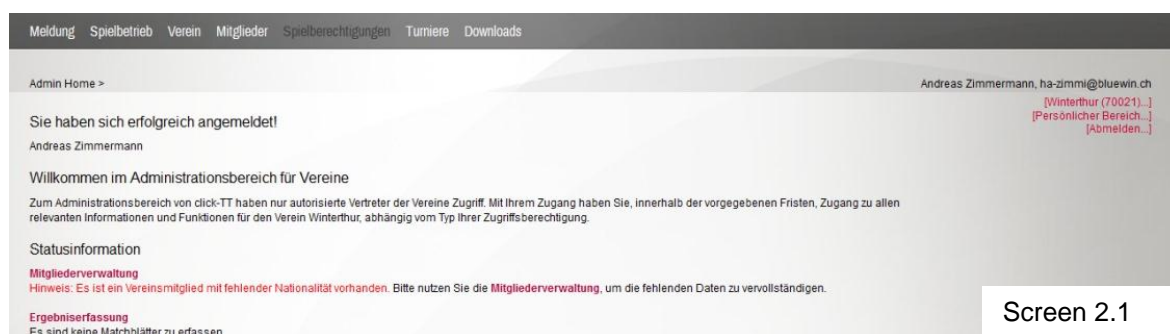 Meldung Spielbetrieb Verein Mitglieder Spielberechtigungen Turniere Downloads
Admin Home >
Andreas Zimmermann, ha-zimmi@bluewin.ch
[Winterthur (70021)...]
[Persönlicher Bereich...]
[Abmelden...]
Sie haben sich erfolgreich angemeldet!
Andreas Zimmermann
Willkommen im Administrationsbereich für Vereine
Zum Administrationsbereich von click-TT haben nur autorisierte Vertreter der Vereine Zugriff. Mit Ihrem Zugang haben Sie, innerhalb der vorgegebenen Fristen, Zugang zu allen
relevanten Informationen und Funktionen für den Verein Winterthur, abhängig vom Typ Ihrer Zugriffsberechtigung.
Statusinformation
Mitgliederverwaltung
Hinweis: Es ist ein Vereinsmitglied mit fehlender Nationalität vorhanden. Bitte nutzen Sie die Mitgliederverwaltung, um die fehlenden Daten zu vervollständigen.
Ergebniserfassung
Es sind keine Matchblätter zu erfassen
Screen 2.1